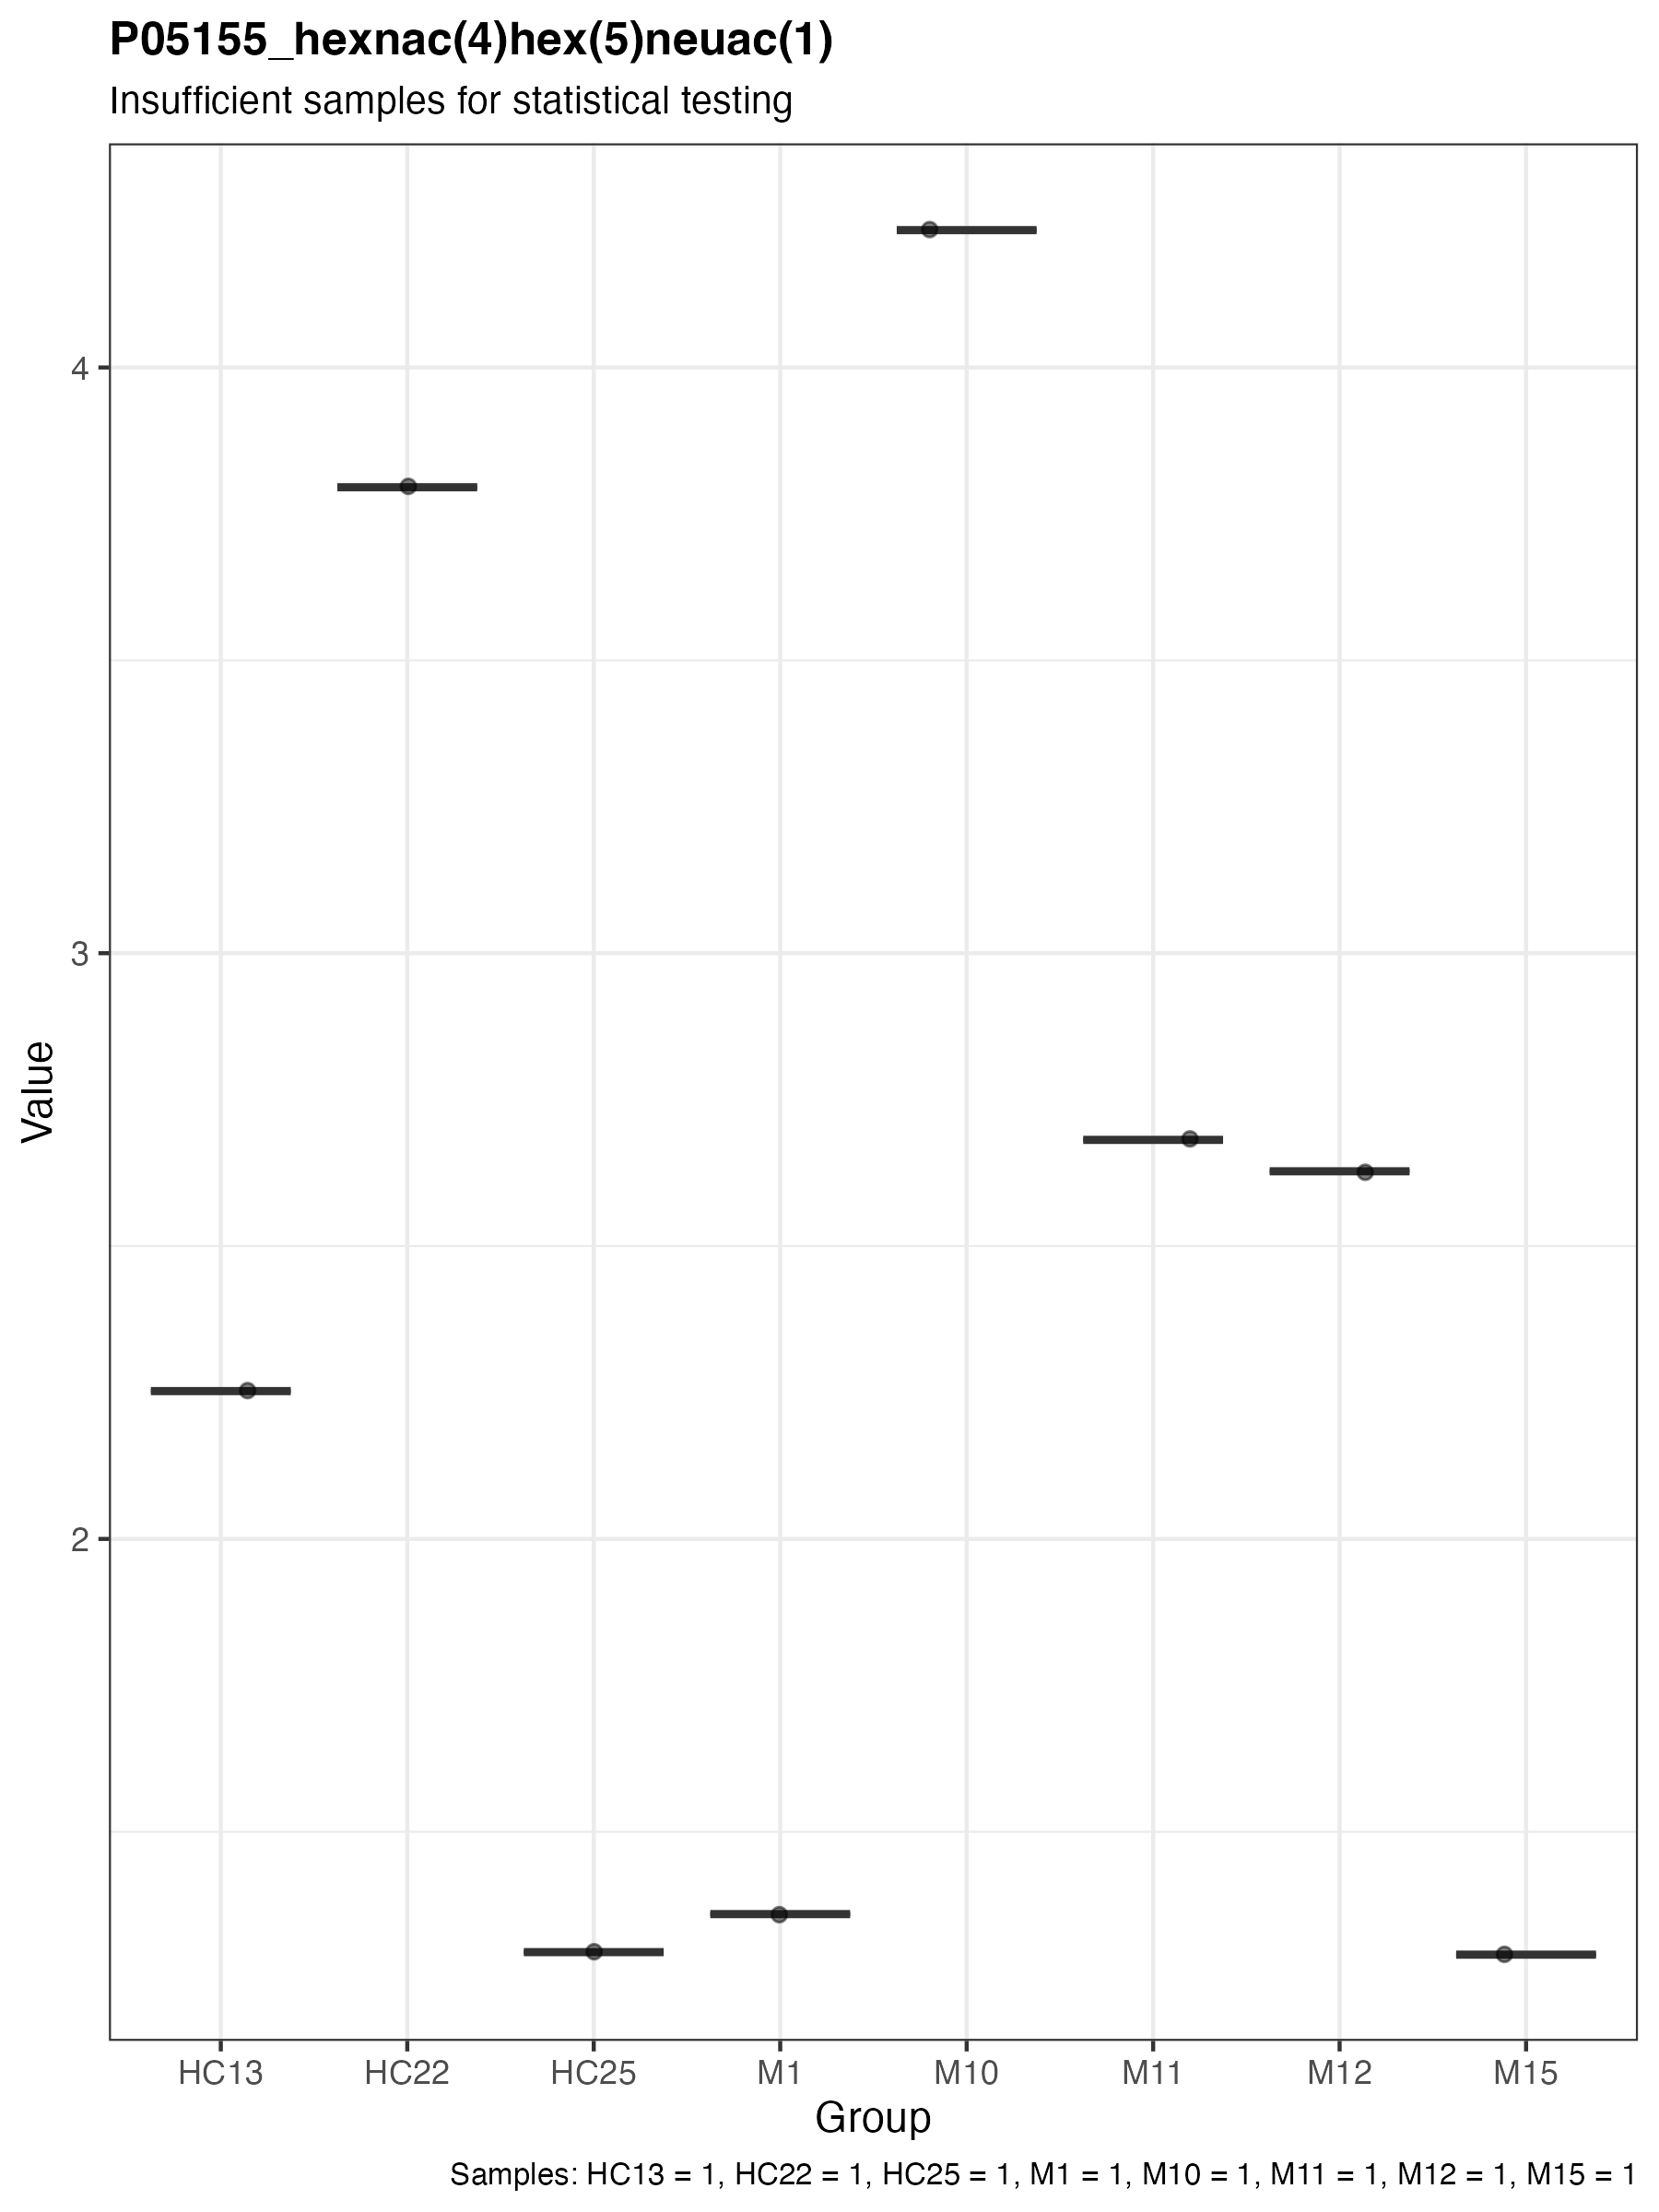 P05155_hexnac(4)hex(5)neuac(1)
Insufficient samples for statistical testing
4
3
2
Value
HC13 HC22 HC25 M1 M10 M11 M12 M15
Group
Samples: HC13 = 1, HC22 = 1, HC25 = 1, M1 = 1, M10 = 1, M11 = 1, M12 = 1, M15 = 1